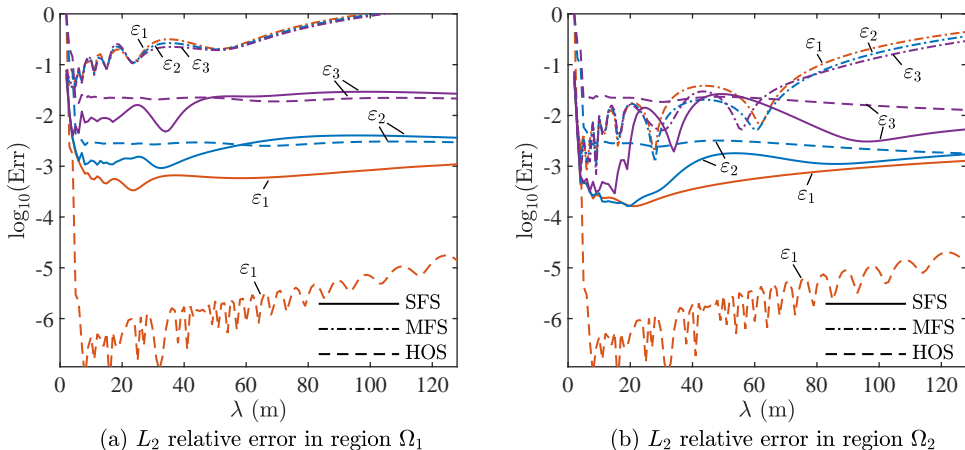 0
-1
-2
-3
-4
-5
-6
log₁₀(Err)
ε₁
ε₂
ε₃
ε₃
ε₂
ε₁
ε₁
SFS
MFS
HOS
0 20 40 60 80 100 120
λ (m)
(a) L₂ relative error in region Ω₁
0
-1
-2
-3
-4
-5
-6
log₁₀(Err)
ε₁
ε₂
ε₃
ε₃
ε₂
ε₁
ε₁
SFS
MFS
HOS
0 20 40 60 80 100 120
λ (m)
(b) L₂ relative error in region Ω₂